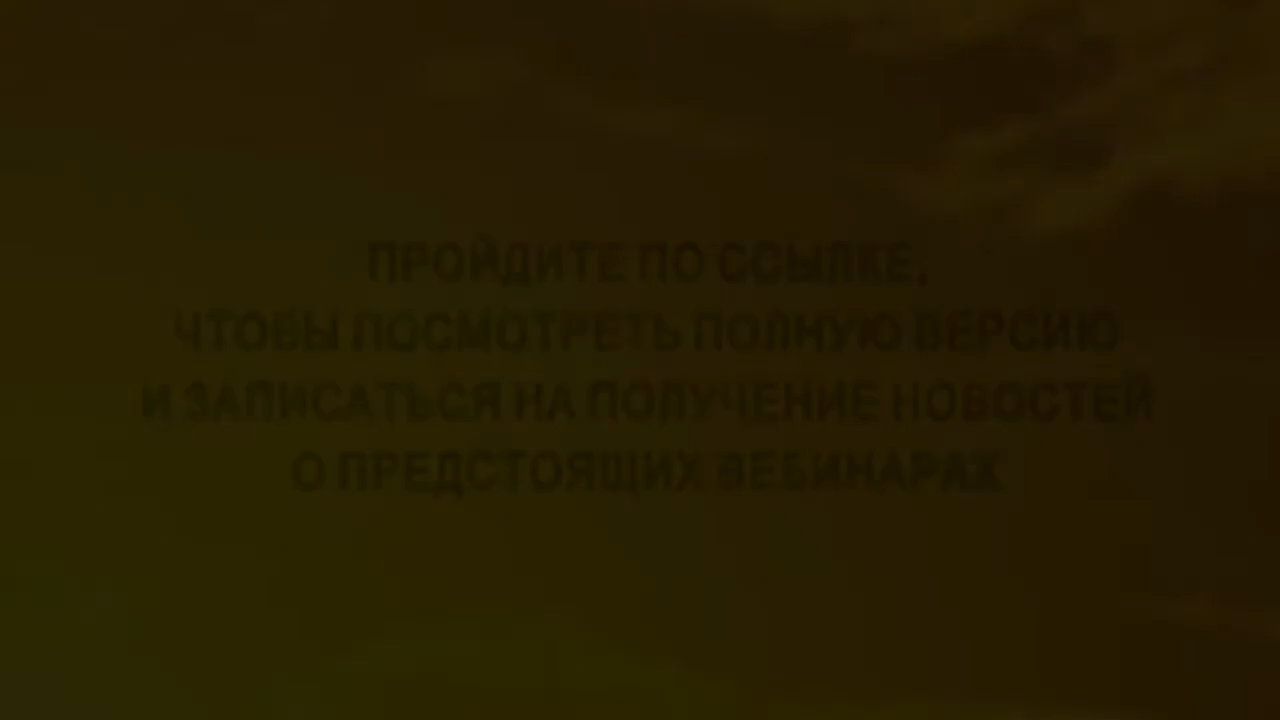 ПРОЙДИТЕ ПО ССЫЛКЕ,
ЧТОБЫ ПОСМОТРЕТЬ ПОЛНУЮ ВЕРСИЮ
И ЗАПИСАТЬСЯ НА ПОЛУЧЕНИЕ НОВОСТЕЙ
О ПРЕДСТОЯЩИХ ВЕБИНАРАХ